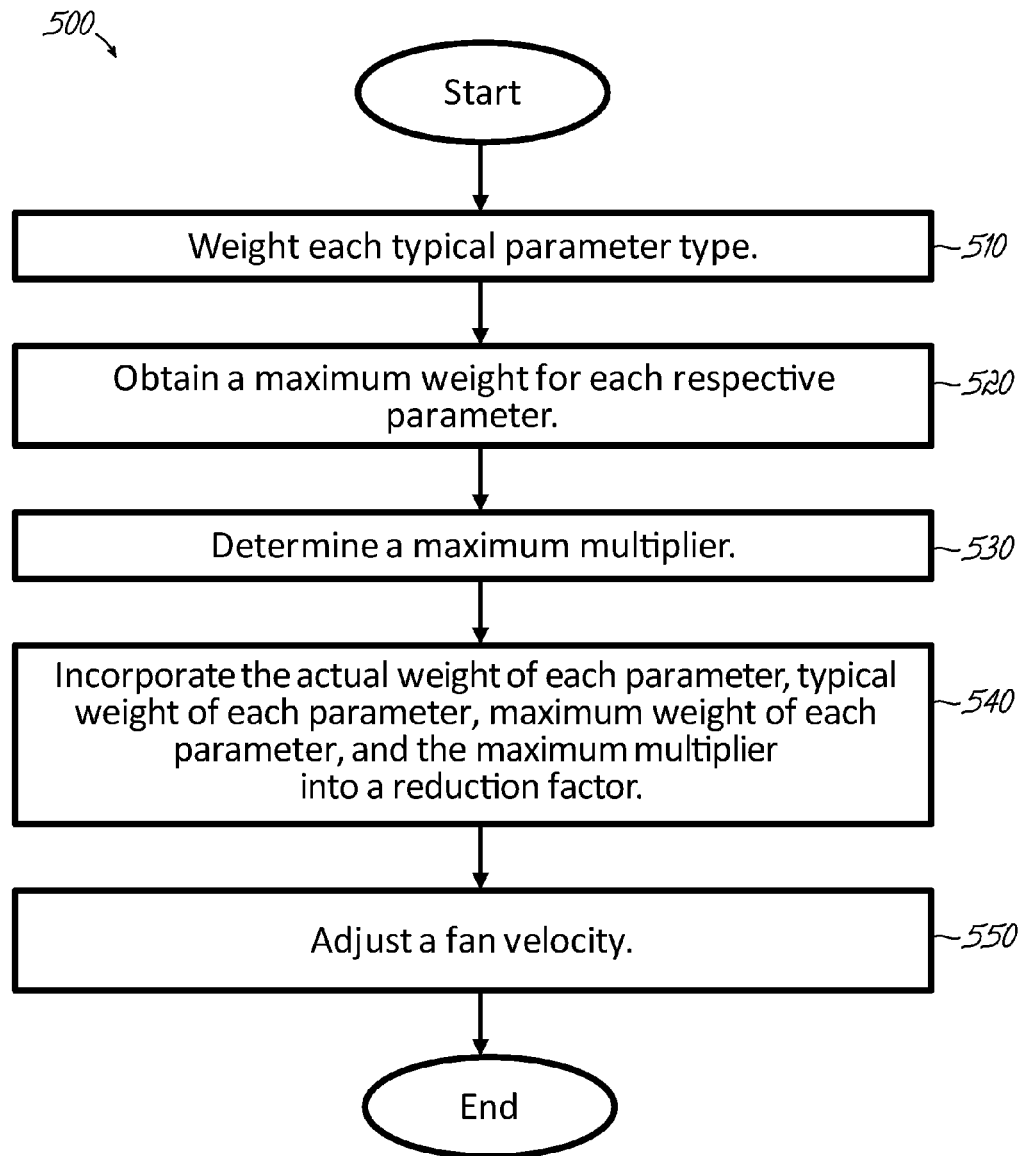 500
Start
Weight each typical parameter type.
510
Obtain a maximum weight for each respective
parameter.
520
Determine a maximum multiplier.
530
Incorporate the actual weight of each parameter, typical
weight of each parameter, maximum weight of each
parameter, and the maximum multiplier
into a reduction factor.
540
Adjust a fan velocity.
550
End